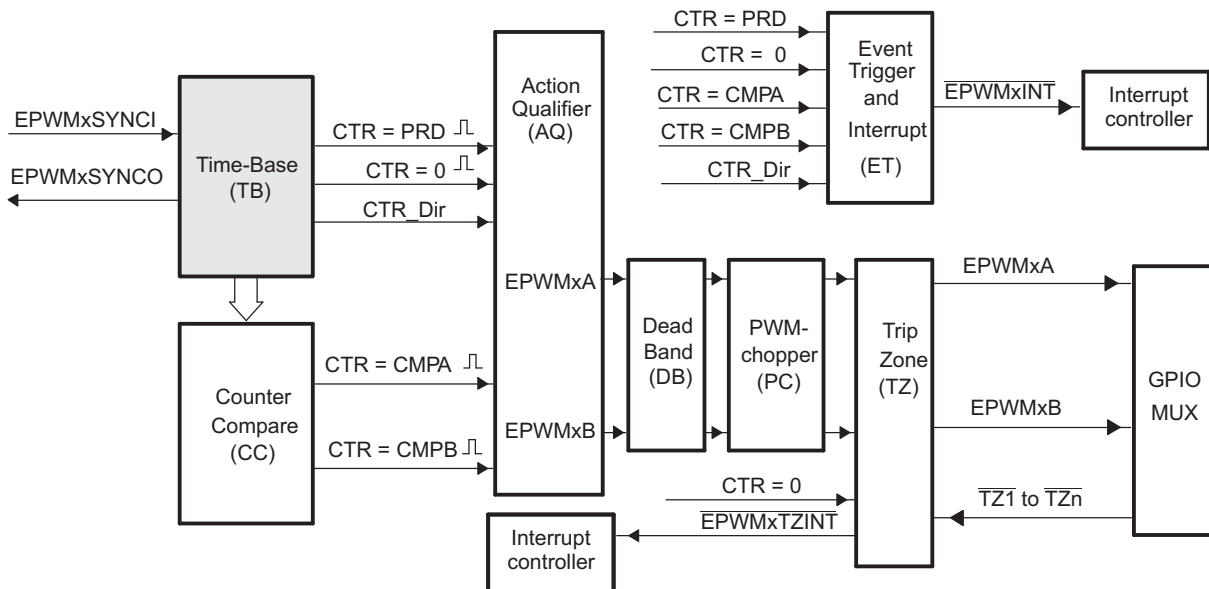 EPWMxSYNCI
EPWMxSYNCO
Time-Base
(TB)
CTR = PRD
CTR = 0
CTR_Dir
Counter
Compare
(CC)
CTR = CMPA
CTR = CMPB
Action
Qualifier
(AQ)
EPWMxA
EPWMxB
CTR = PRD
CTR = 0
CTR = CMPA
CTR = CMPB
CTR_Dir
Event
Trigger
and
Interrupt
(ET)
EPWMxINT
Interrupt
controller
Dead
Band
(DB)
PWM-
chopper
(PC)
Trip
Zone
(TZ)
EPWMxA
EPWMxB
TZ1 to TZn
GPIO
MUX
CTR = 0
EPWMxTZINT
Interrupt
controller